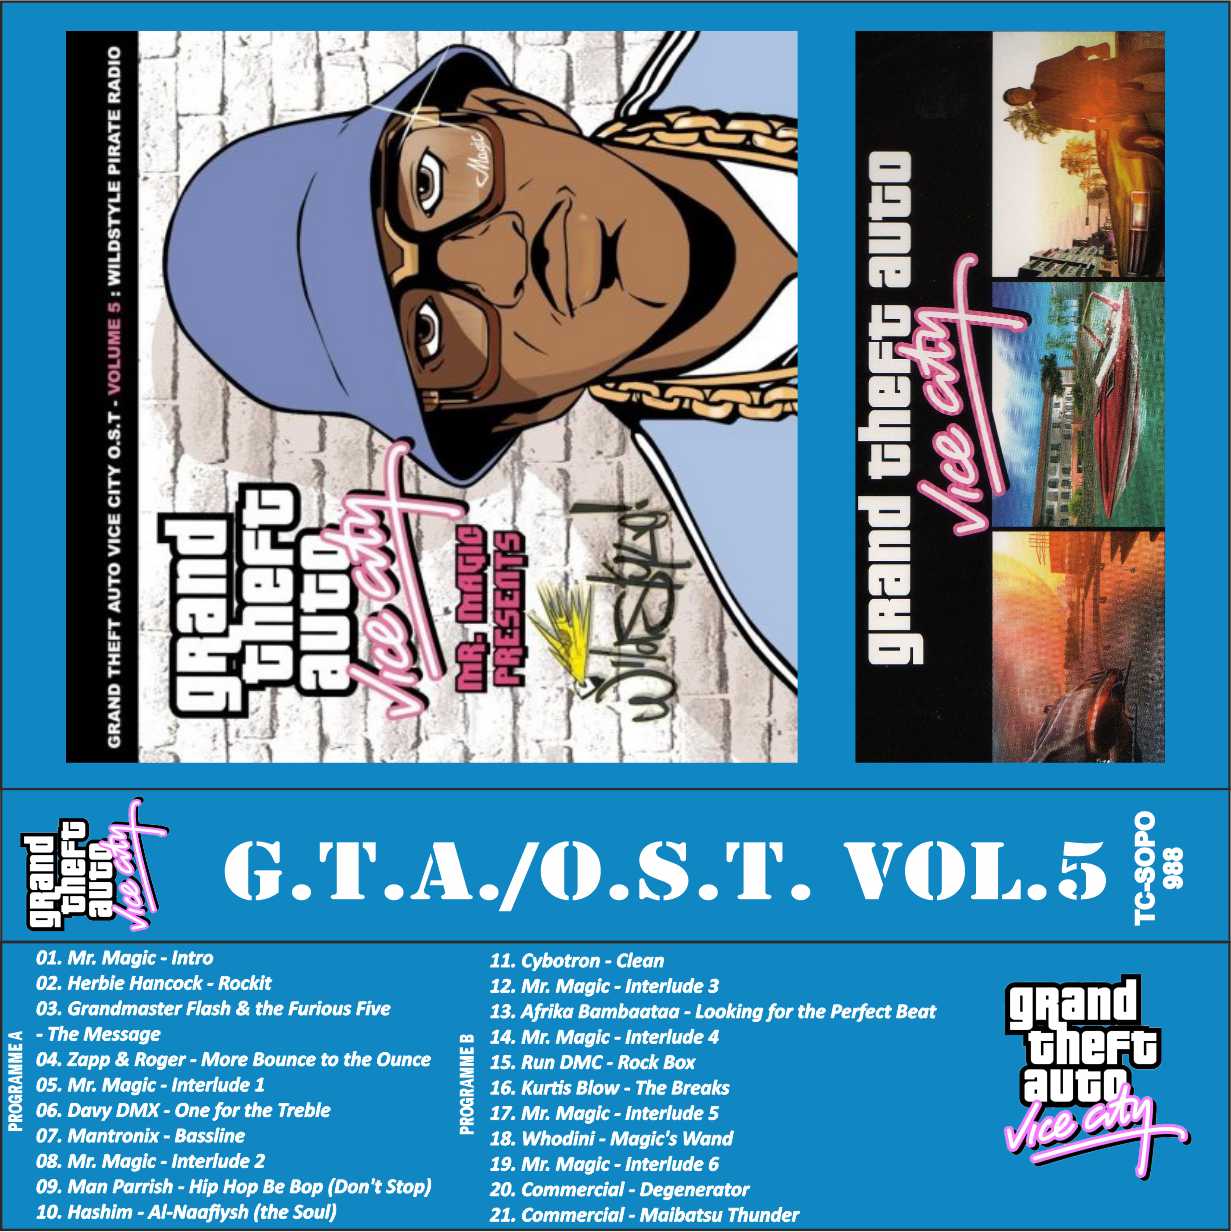 GRAND THEFT AUTO VICE CITY O.S.T - VOLUME 5 : WILDSTYLE PIRATE RADIO
Magic
grand
theft
auto
vice city
MR. MAGIC
PRESENTS
Wildstyle!
grand theft auto
vice city
grand
theft
auto
vice city
G.T.A./O.S.T. VOL.5
TC-SOPO
988
PROGRAMME A
01. Mr. Magic - Intro
02. Herbie Hancock - Rockit
03. Grandmaster Flash & the Furious Five
- The Message
04. Zapp & Roger - More Bounce to the Ounce
05. Mr. Magic - Interlude 1
06. Davy DMX - One for the Treble
07. Mantronix - Bassline
08. Mr. Magic - Interlude 2
09. Man Parrish - Hip Hop Be Bop (Don't Stop)
10. Hashim - Al-Naafiysh (the Soul)
PROGRAMME B
11. Cybotron - Clean
12. Mr. Magic - Interlude 3
13. Afrika Bambaataa - Looking for the Perfect Beat
14. Mr. Magic - Interlude 4
15. Run DMC - Rock Box
16. Kurtis Blow - The Breaks
17. Mr. Magic - Interlude 5
18. Whodini - Magic's Wand
19. Mr. Magic - Interlude 6
20. Commercial - Degenerator
21. Commercial - Maibatsu Thunder
grand
theft
auto
vice city